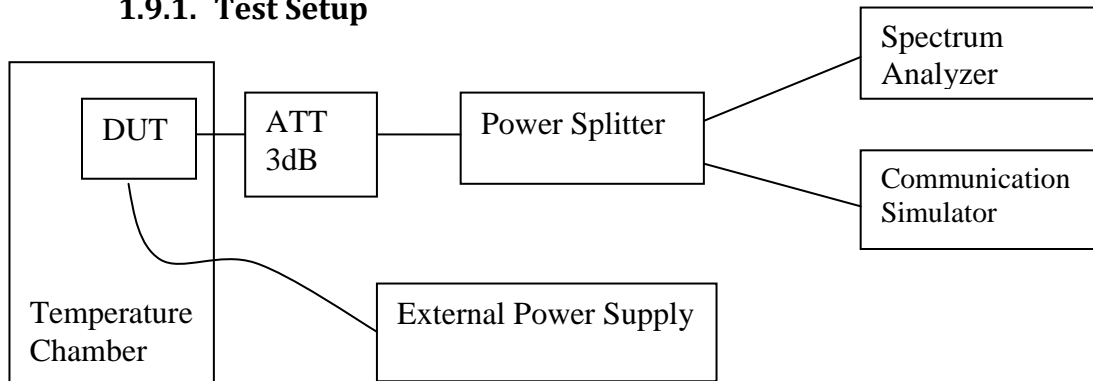 1.9.1. Test Setup
Spectrum
Analyzer
DUT
ATT
3dB
Power Splitter
Communication
Simulator
Temperature
Chamber
External Power Supply